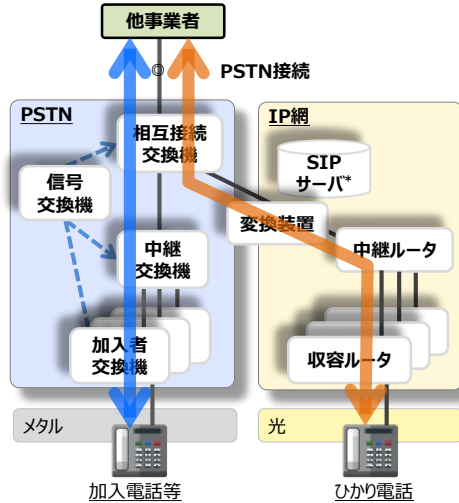 他事業者
◎
PSTN接続
PSTN
IP網
相互接続
交換機
SIP
サーバ*
信号
交換機
変換装置
中継
交換機
中継ルータ
加入者
交換機
収容ルータ
メタル
光
加入電話等
ひかり電話